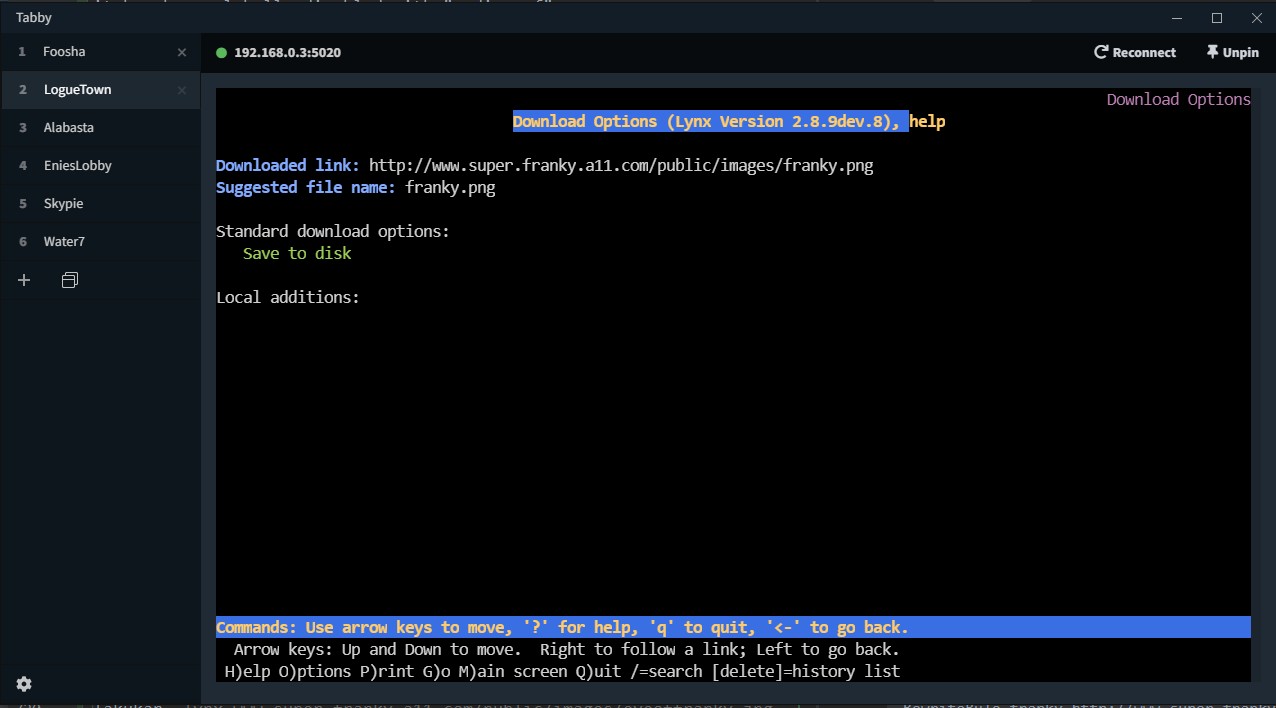 Tabby
1 Foosha
2 LogueTown
3 Alabasta
4 EniesLobby
5 Skypie
6 Water7
192.168.0.3:5020
Reconnect
Unpin
Download Options
Download Options (Lynx Version 2.8.9dev.8), help
Downloaded link: http://www.super.franky.a11.com/public/images/franky.png
Suggested file name: franky.png
Standard download options:
Save to disk
Local additions:
Commands: Use arrow keys to move, '?' for help, 'q' to quit, '<-' to go back.
Arrow keys: Up and Down to move.  Right to follow a link; Left to go back.
H)elp O)ptions P)rint G)o M)ain screen Q)uit /=search [delete]=history list